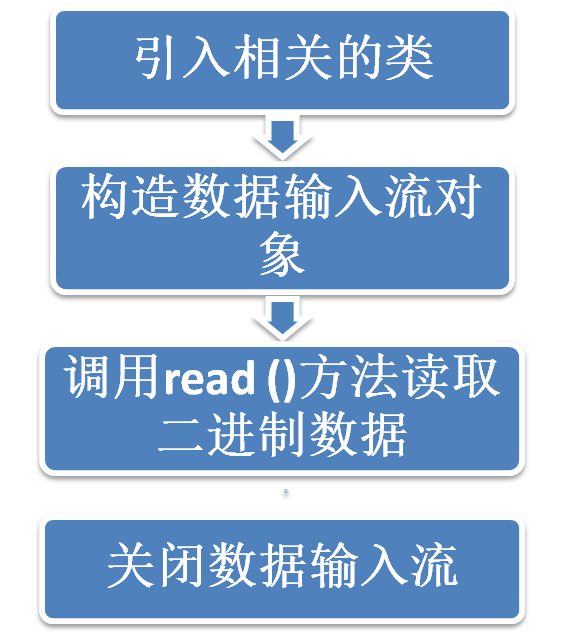 引入相关的类
构造数据输入流对
象
调用read ()方法读取
二进制数据
关闭数据输入流